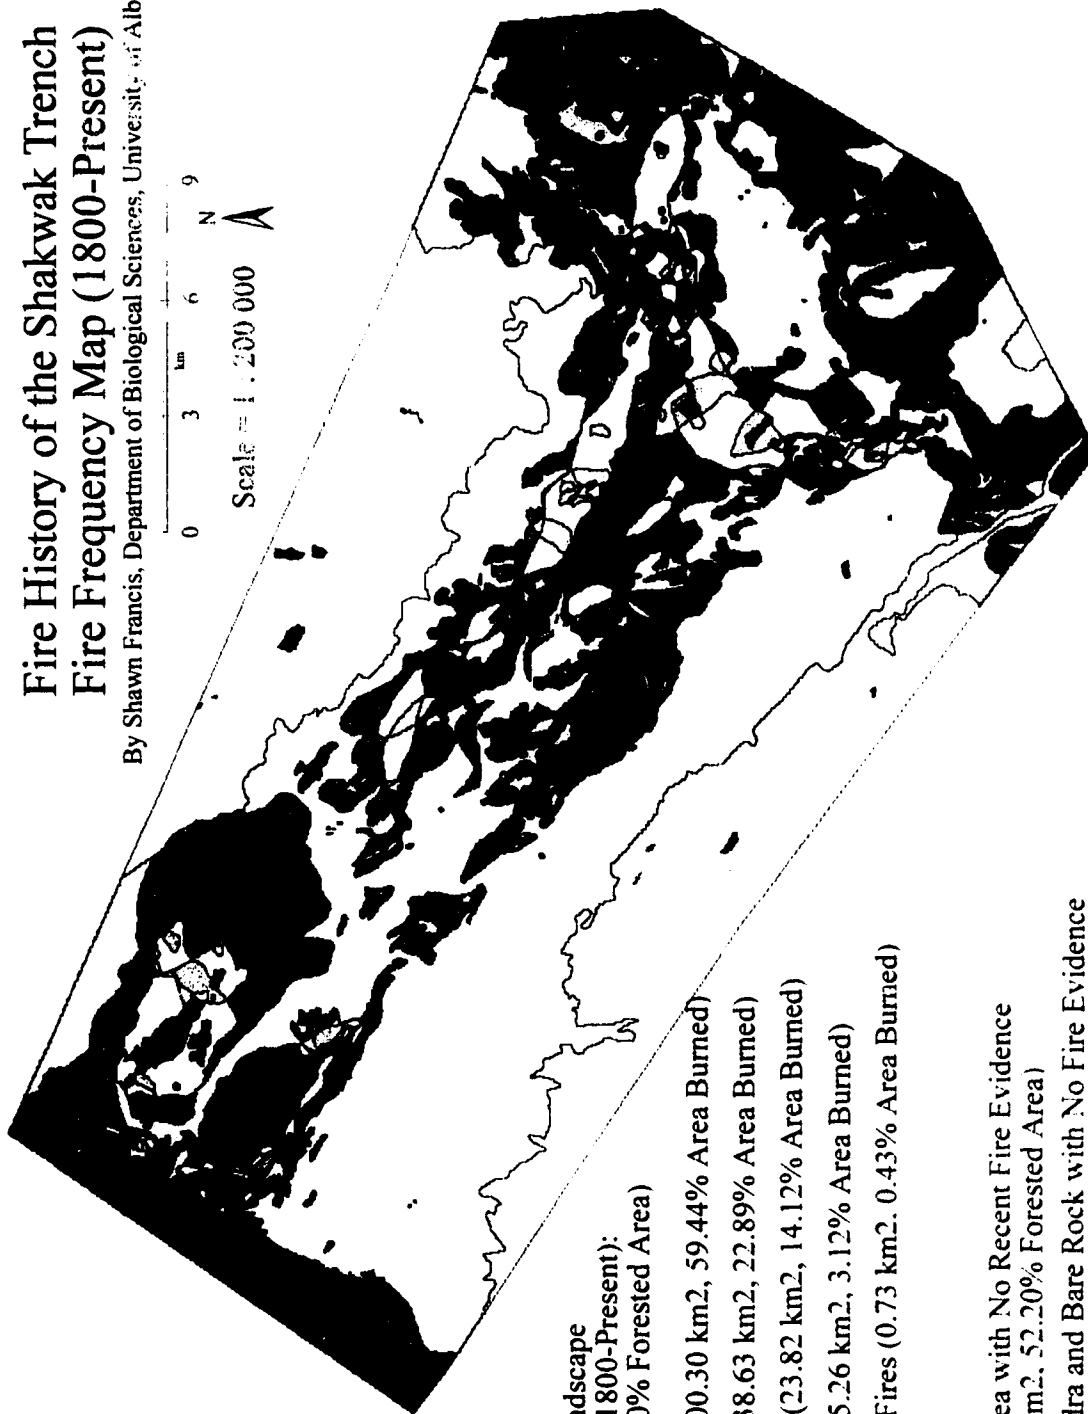 Fire History of the Shakwak Trench
Fire Frequency Map (1800-Present)
By Shawn Francis, Department of Biological Sciences, University of Alb
0 3 6 9
km
N
Scale = 1 : 200 000
ndscape
1800-Present):
0% Forested Area)
00.30 km2, 59.44% Area Burned)
38.63 km2, 22.89% Area Burned)
(23.82 km2, 14.12% Area Burned)
5.26 km2, 3.12% Area Burned)
Fires (0.73 km2, 0.43% Area Burned)
ea with No Recent Fire Evidence
m2, 52.20% Forested Area)
dra and Bare Rock with No Fire Evidence